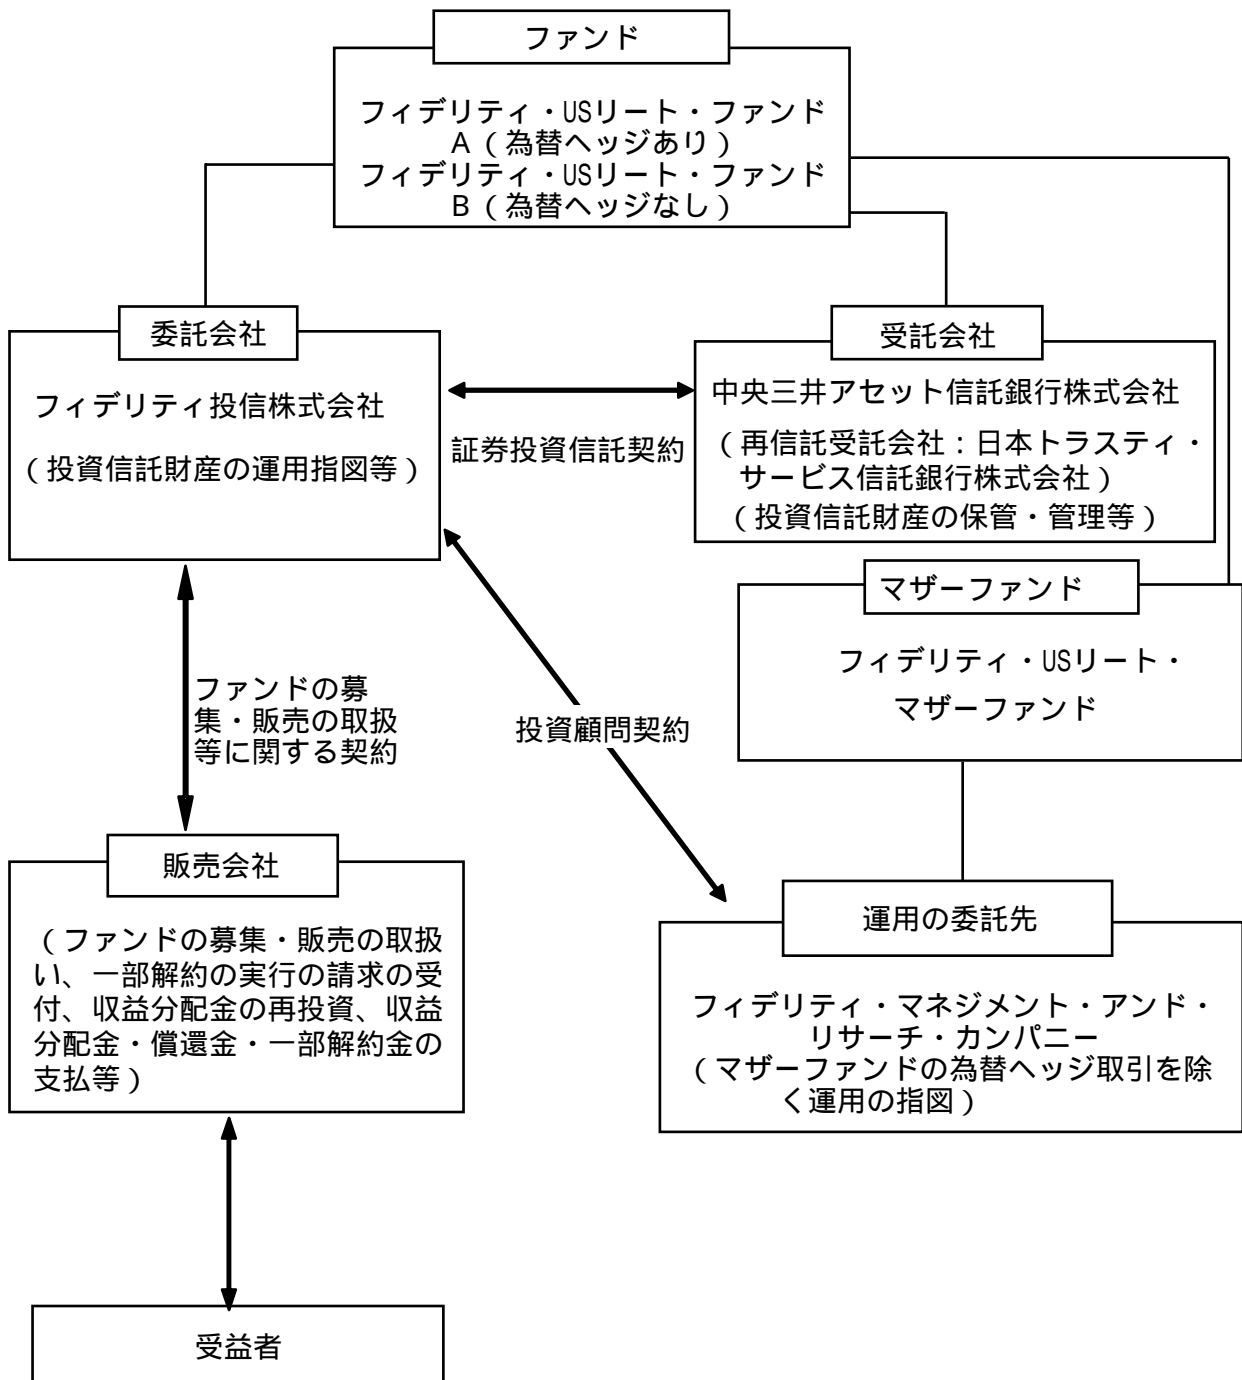 ファンド
フィデリティ・USリート・ファンド
A（為替ヘッジあり）
フィデリティ・USリート・ファンド
B（為替ヘッジなし）
委託会社
フィデリティ投信株式会社
（投資信託財産の運用指図等）
証券投資信託契約
受託会社
中央三井アセット信託銀行株式会社
（再信託受託会社：日本トラスティ・
サービス信託銀行株式会社）
（投資信託財産の保管・管理等）
マザーファンド
フィデリティ・USリート・
マザーファンド
ファンドの募
集・販売の取扱
等に関する契約
投資顧問契約
販売会社
（ファンドの募集・販売の取扱
い、一部解約の実行の請求の受
付、収益分配金の再投資、収益
分配金・償還金・一部解約金の
支払等）
運用の委託先
フィデリティ・マネジメント・アンド・
リサーチ・カンパニー
（マザーファンドの為替ヘッジ取引を除
く運用の指図）
受益者